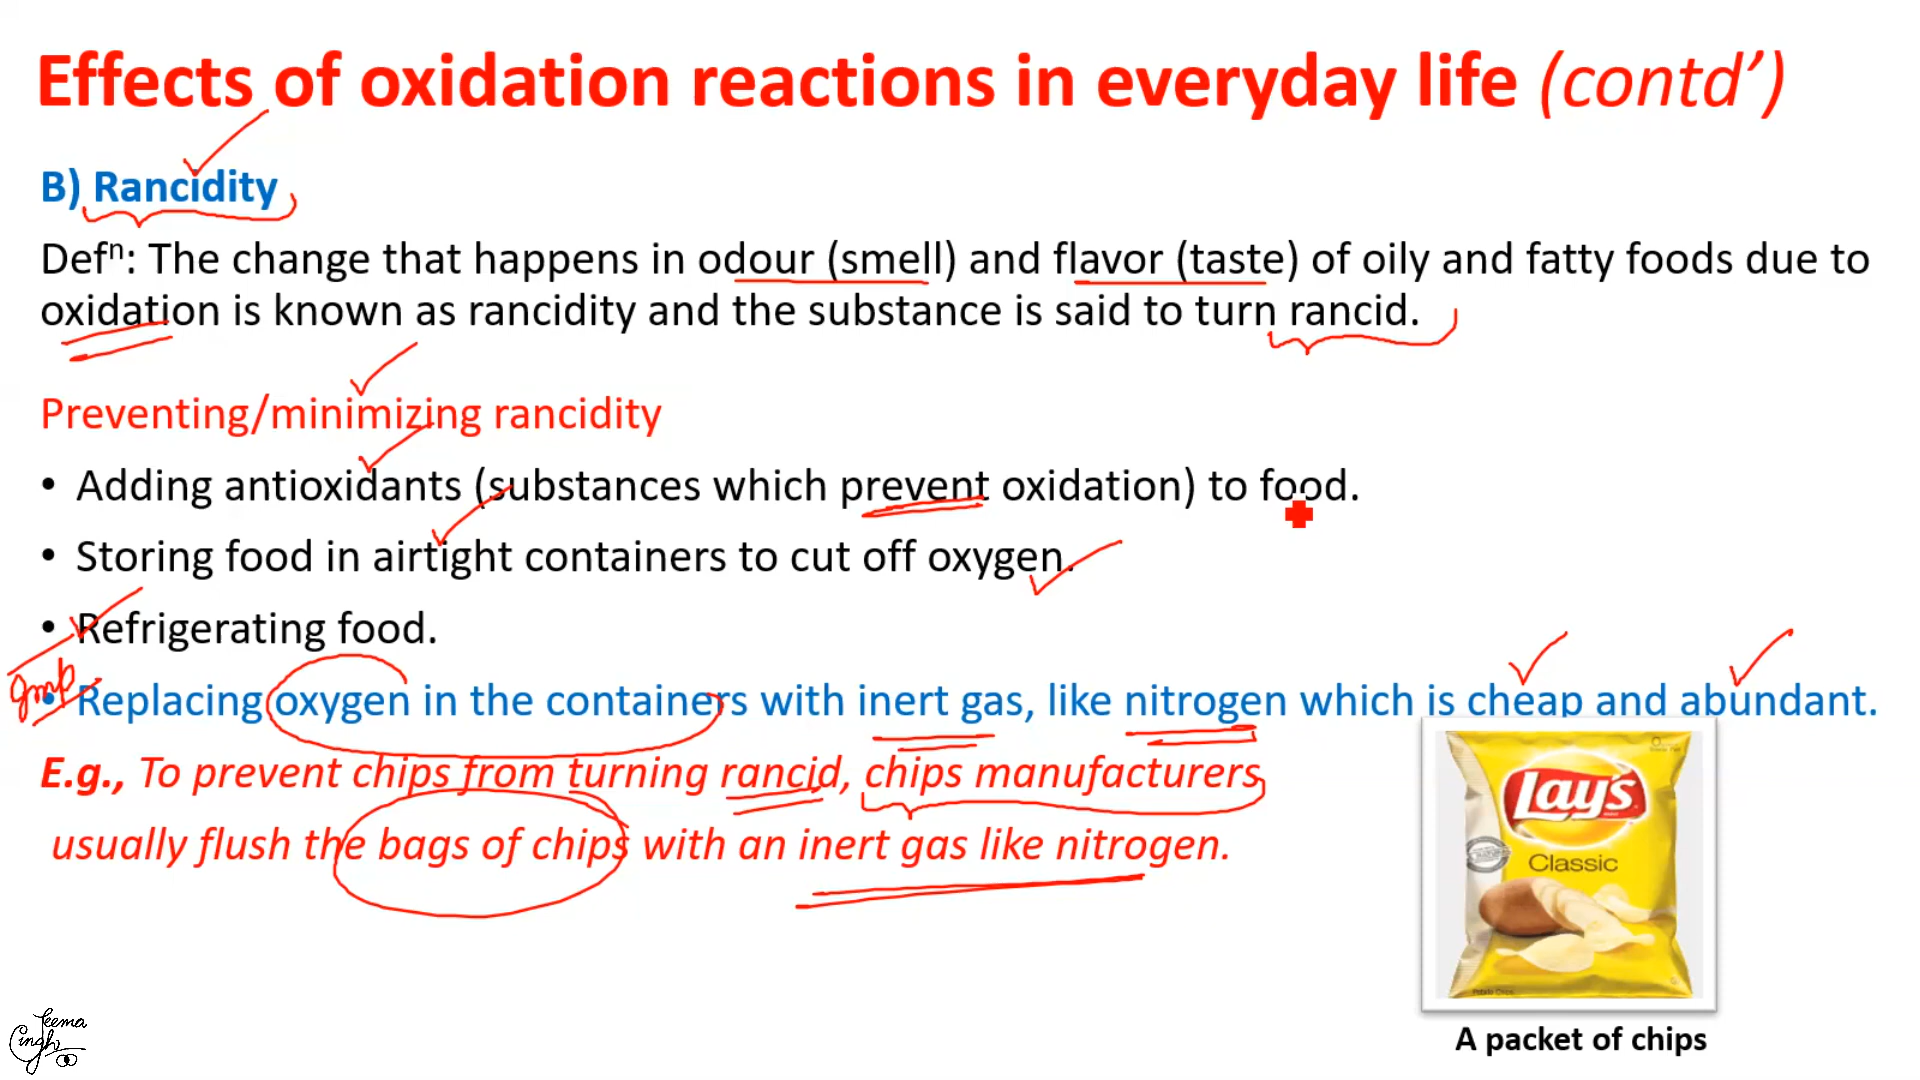 Effects of oxidation reactions in everyday life (contd’)
B) Rancidity
Defⁿ: The change that happens in odour (smell) and flavor (taste) of oily and fatty foods due to
oxidation is known as rancidity and the substance is said to turn rancid.
Preventing/minimizing rancidity
• Adding antioxidants (substances which prevent oxidation) to food.
• Storing food in airtight containers to cut off oxygen.
• Refrigerating food.
Imp
• Replacing oxygen in the containers with inert gas, like nitrogen which is cheap and abundant.
E.g., To prevent chips from turning rancid, chips manufacturers
usually flush the bags of chips with an inert gas like nitrogen.
Lay's
Classic
A packet of chips